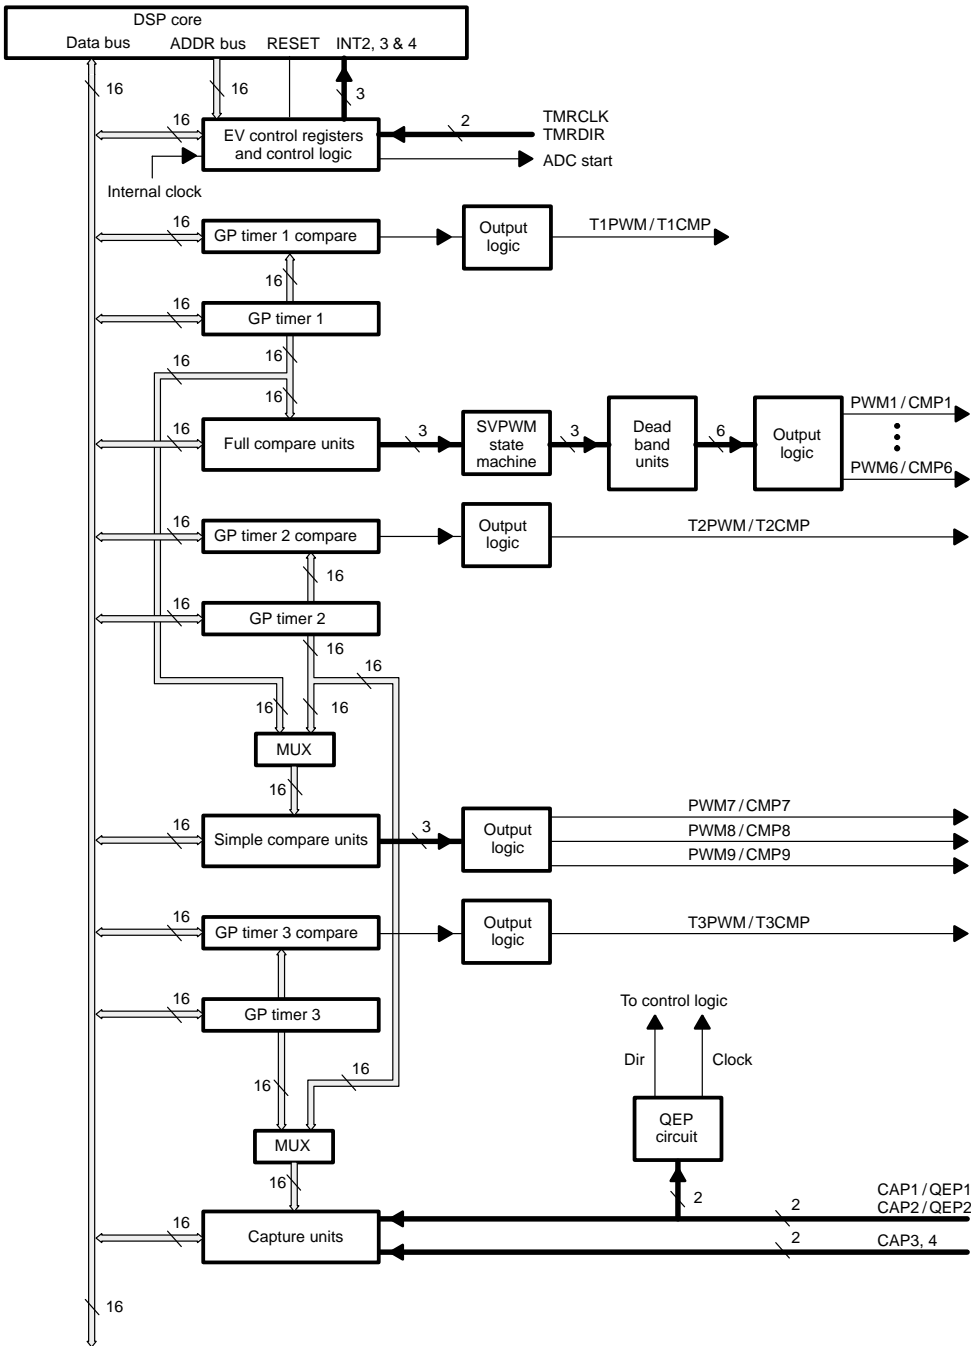 DSP core
Data bus ADDR bus RESET INT2, 3 & 4
16 16 3
16 2 TMRCLK
TMRDIR
EV control registers
and control logic
ADC start
Internal clock
16 GP timer 1 compare Output
logic T1PWM / T1CMP
16
16 GP timer 1
16
16
16
16 Full compare units 3 SVPWM
state
machine 3 Dead
band
units 6 Output
logic PWM1 / CMP1
PWM6 / CMP6
16 GP timer 2 compare Output
logic T2PWM / T2CMP
16
16 GP timer 2
16
16
16 16
MUX
16
16 Simple compare units 3 Output
logic PWM7 / CMP7
PWM8 / CMP8
PWM9 / CMP9
16 GP timer 3 compare Output
logic T3PWM / T3CMP
16 GP timer 3
To control logic
Dir Clock
16 16
QEP
circuit
MUX
16
2 CAP1 / QEP1
2 CAP2 / QEP2
16 Capture units
2 CAP3, 4
16